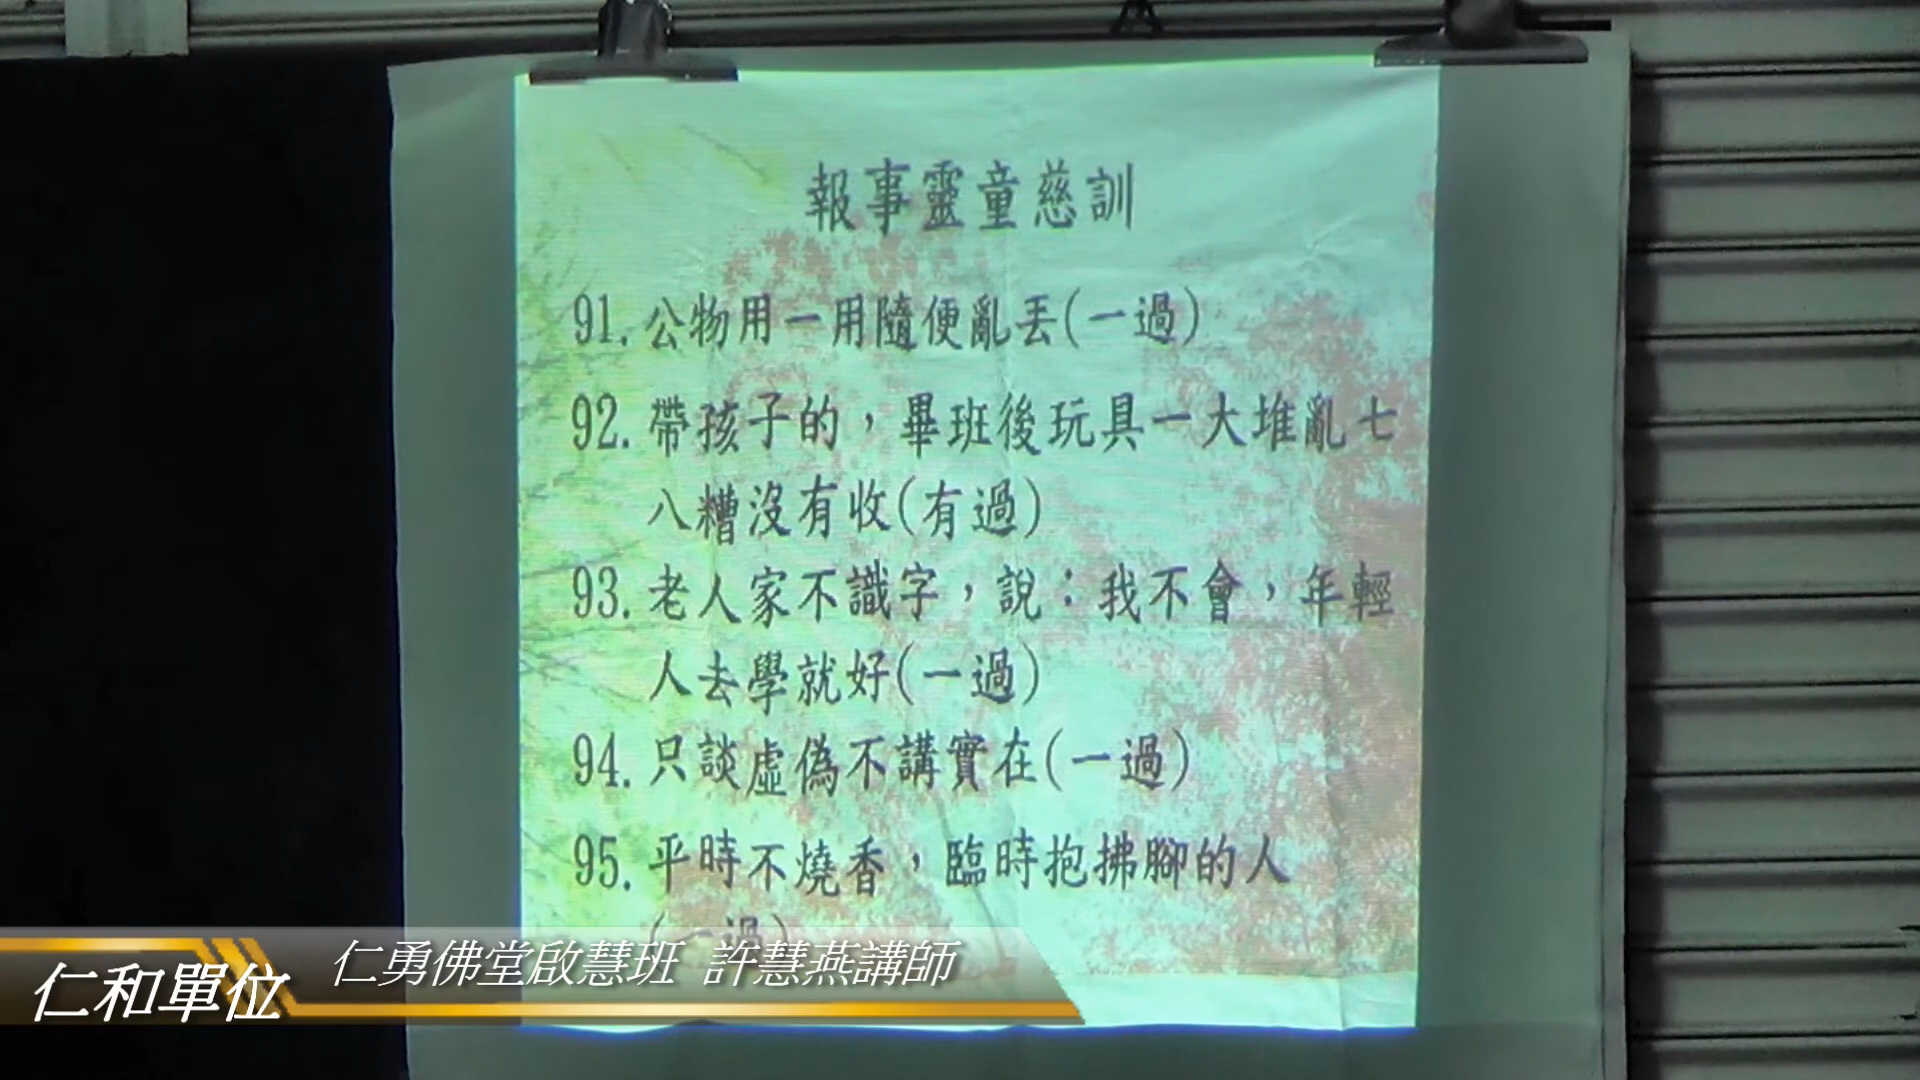 報事靈童慈訓
91.公物用一用隨便亂丟(一過)
92.帶孩子的，畢班後玩具一大堆亂七
八糟沒有收(有過)
93.老人家不識字，說：我不會，年輕
人去學就好(一過)
94.只談虛偽不講實在(一過)
95.平時不燒香，臨時抱拂腳的人
(一過)
仁勇佛堂啟慧班 許慧燕講師
仁和單位